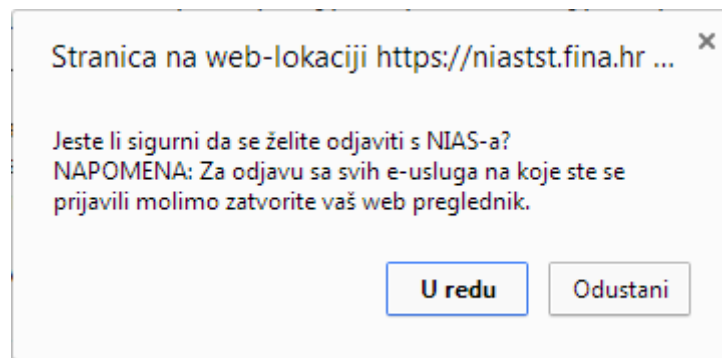 Stranica na web-lokaciji https://niastst.fina.hr ...
Jeste li sigurni da se želite odjaviti s NIAS-a?
NAPOMENA: Za odjavu sa svih e-usluga na koje ste se
prijavili molimo zatvorite vaš web preglednik.
U redu
Odustani